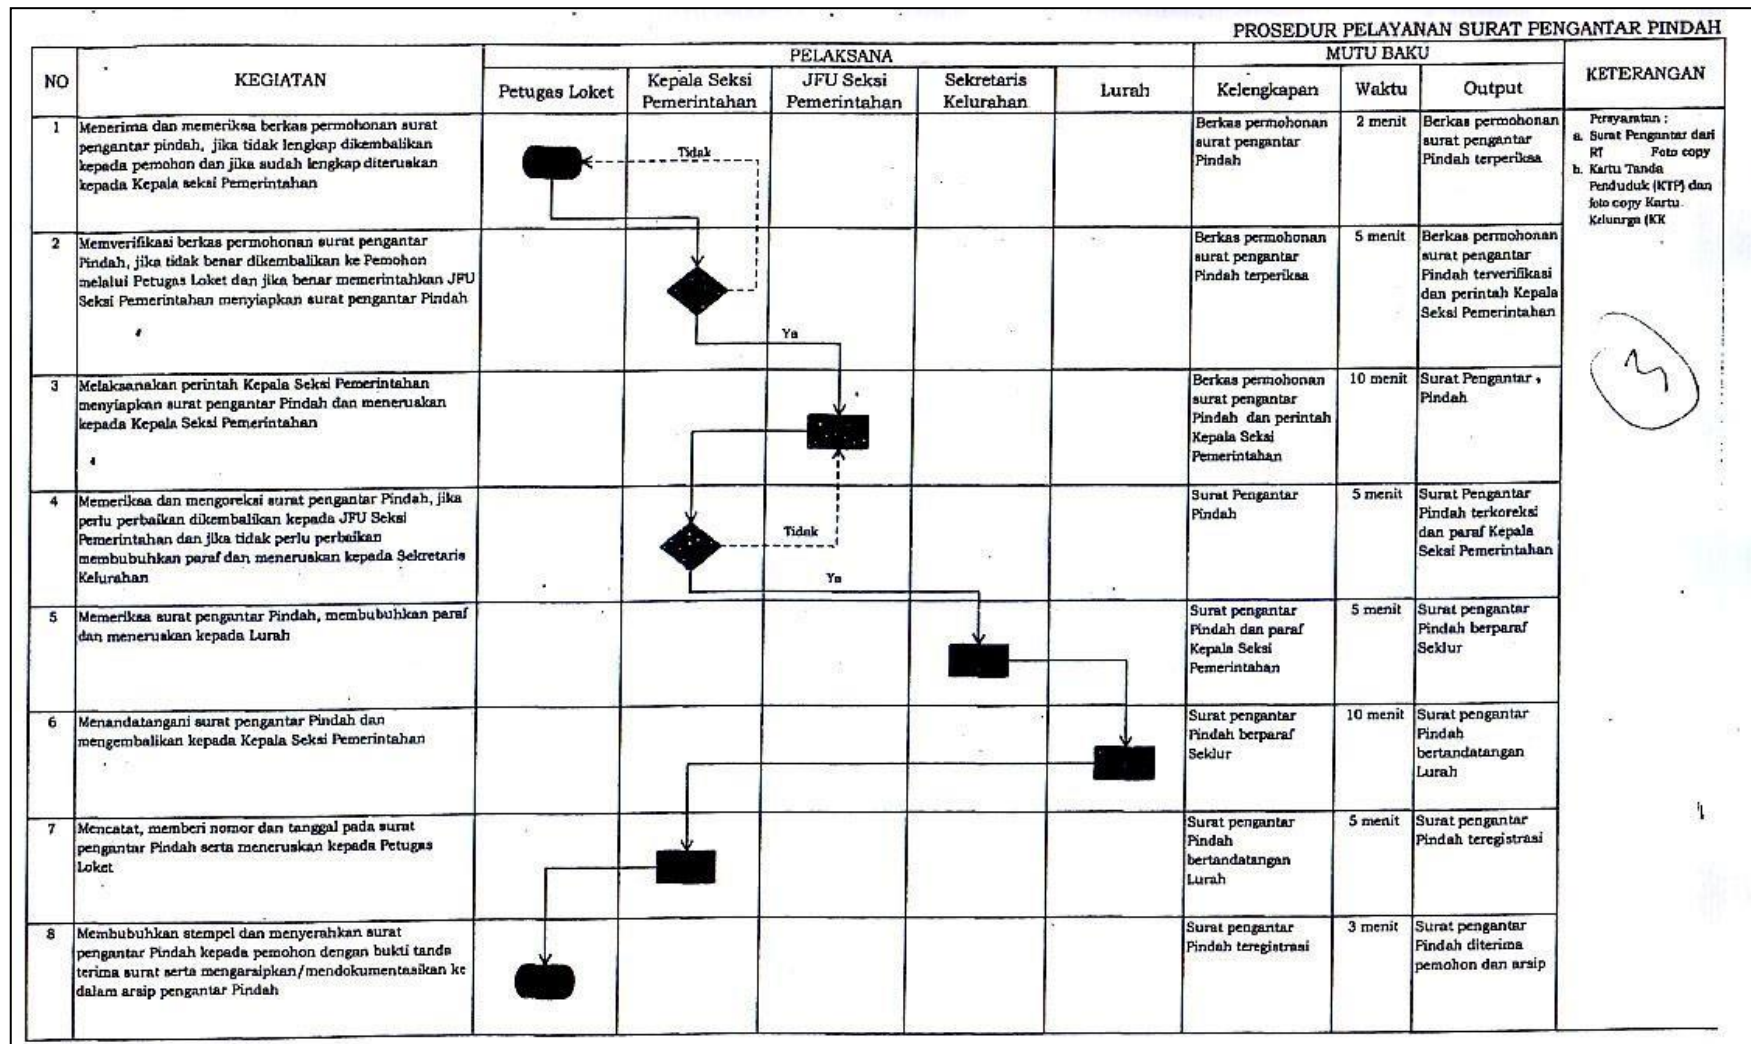 PROSEDUR PELAYANAN SURAT PENGANTAR PINDAH
NO
KEGIATAN
PELAKSANA
MUTU BAKU
KETERANGAN
Petugas Loket
Kepala Seksi
Pemerintahan
JFU Seksi
Pemerintahan
Sekretaris
Kelurahan
Lurah
Kelengkapan
Waktu
Output
1
Menerima dan memeriksa berkas permohonan surat
pengantar pindah, jika tidak lengkap dikembalikan
kepada pemohon dan jika sudah lengkap diteruskan
kepada Kepala seksi Pemerintahan
Tidak
Berkas permohonan
surat pengantar
Pindah
2 menit
Berkas permohonan
surat pengantar
Pindah terperiksa
Persyaratan :
a. Surat Pengantar dari
RT Foto copy
b. Kartu Tanda
Penduduk (KTP) dan
foto copy Kartu
Keluarga (KK
2
Memverifikasi berkas permohonan surat pengantar
Pindah, jika tidak benar dikembalikan ke Pemohon
melalui Petugas Loket dan jika benar memerintahkan JFU
Seksi Pemerintahan menyiapkan surat pengantar Pindah
Ya
Berkas permohonan
surat pengantar
Pindah terperiksa
5 menit
Berkas permohonan
surat pengantar
Pindah terverifikasi
dan perintah Kepala
Seksi Pemerintahan
3
3
Melaksanakan perintah Kepala Seksi Pemerintahan
menyiapkan surat pengantar Pindah dan meneruskan
kepada Kepala Seksi Pemerintahan
Berkas permohonan
surat pengantar
Pindah dan perintah
Kepala Seksi
Pemerintahan
10 menit
Surat Pengantar
Pindah
4
Memeriksa dan mengoreksi surat pengantar Pindah, jika
perlu perbaikan dikembalikan kepada JFU Seksi
Pemerintahan dan jika tidak perlu perbaikan
membubuhkan paraf dan meneruskan kepada Sekretaris
Kelurahan
Tidak
Ya
Surat Pengantar
Pindah
5 menit
Surat Pengantar
Pindah terkoreksi
dan paraf Kepala
Seksi Pemerintahan
5
Memeriksa surat pengantar Pindah, membubuhkan paraf
dan meneruskan kepada Lurah
Surat pengantar
Pindah dan paraf
Kepala Seksi
Pemerintahan
5 menit
Surat pengantar
Pindah berparaf
Seklur
6
Menandatangani surat pengantar Pindah dan
mengembalikan kepada Kepala Seksi Pemerintahan
Surat pengantar
Pindah berparaf
Seklur
10 menit
Surat pengantar
Pindah
bertandatangan
Lurah
7
Mencatat, memberi nomor dan tanggal pada surat
pengantar Pindah serta meneruskan kepada Petugas
Loket
Surat pengantar
Pindah
bertandatangan
Lurah
5 menit
Surat pengantar
Pindah teregistrasi
8
Membubuhkan stempel dan menyerahkan surat
pengantar Pindah kepada pemohon dengan bukti tanda
terima surat serta mengarsipkan/mendokumentasikan ke
dalam arsip pengantar Pindah
Surat pengantar
Pindah teregistrasi
3 menit
Surat pengantar
Pindah diterima
pemohon dan arsip